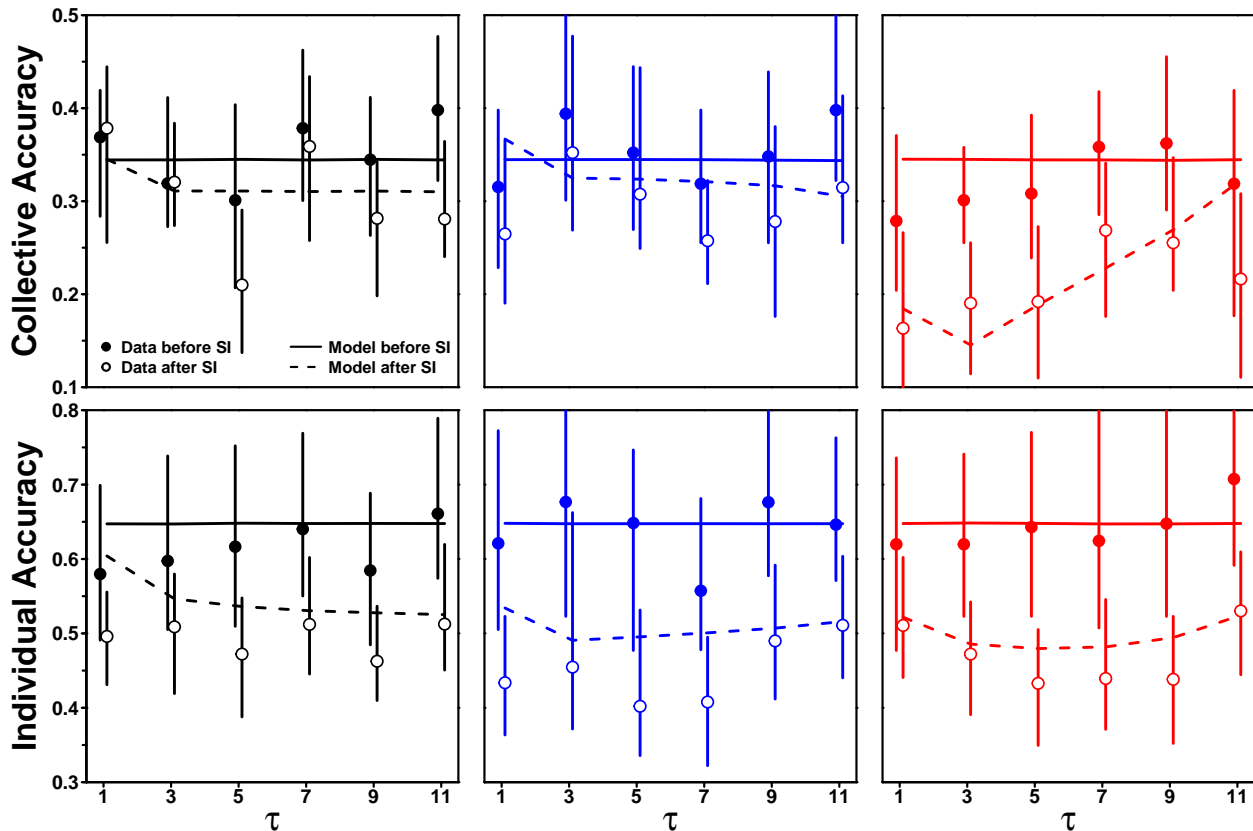 Collective Accuracy
0.5
0.4
0.3
0.2
0.1
Data before SI
Model before SI
Data after SI
Model after SI
Individual Accuracy
0.8
0.7
0.6
0.5
0.4
0.3
1 3 5 7 9 11
1 3 5 7 9 11
1 3 5 7 9 11
τ
τ
τ